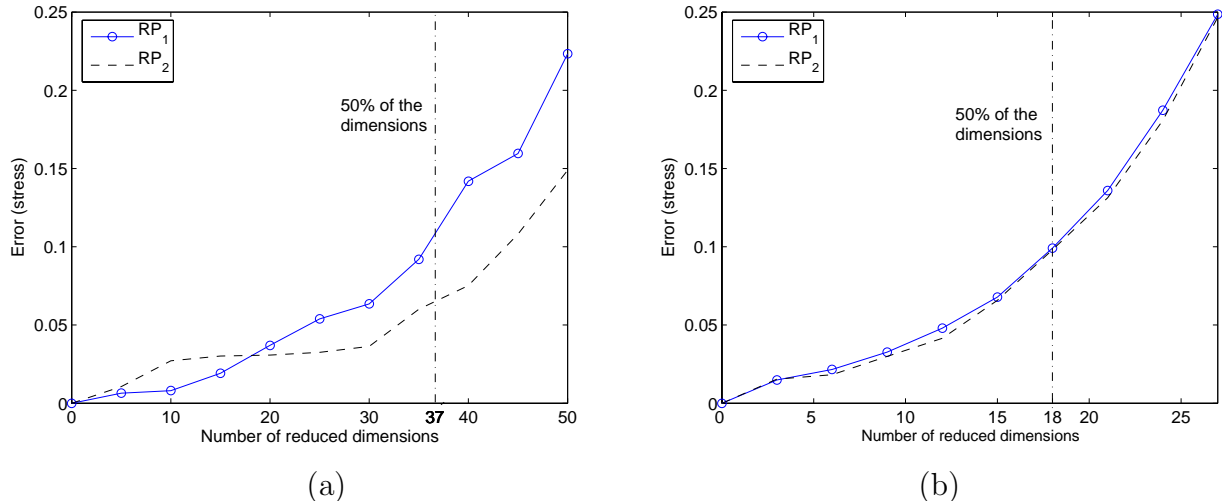 0.25
0.2
0.15
0.1
0.05
0
Error (stress)
RP1
RP2
50% of the
dimensions
0 10 20 30 37 40 50
Number of reduced dimensions
(a)
0.25
0.2
0.15
0.1
0.05
0
Error (stress)
RP1
RP2
50% of the
dimensions
0 5 10 15 18 20 25
Number of reduced dimensions
(b)